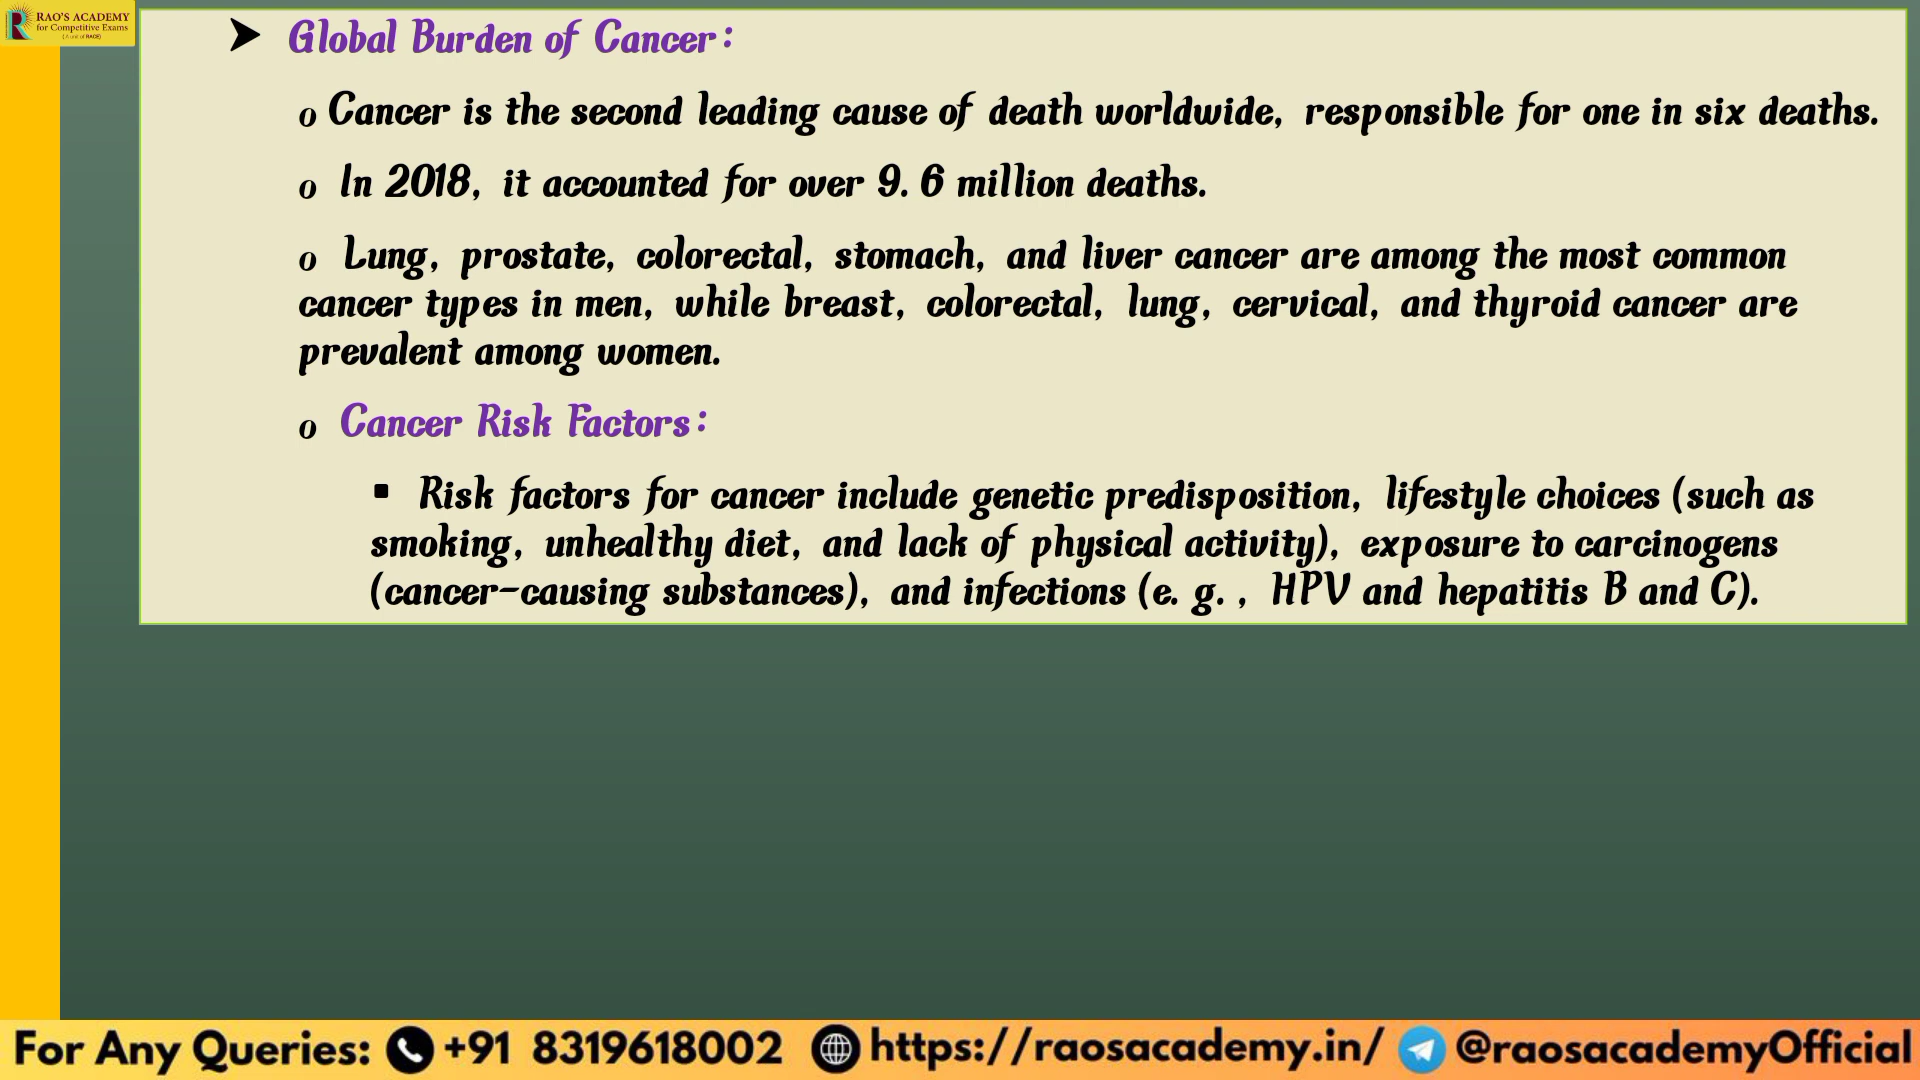 RAO'S ACADEMY
for Competitive Exams
(A unit of RACE)
➤ Global Burden of Cancer:
o Cancer is the second leading cause of death worldwide, responsible for one in six deaths.
o In 2018, it accounted for over 9.6 million deaths.
o Lung, prostate, colorectal, stomach, and liver cancer are among the most common
cancer types in men, while breast, colorectal, lung, cervical, and thyroid cancer are
prevalent among women.
o Cancer Risk Factors:
▪ Risk factors for cancer include genetic predisposition, lifestyle choices (such as
smoking, unhealthy diet, and lack of physical activity), exposure to carcinogens
(cancer-causing substances), and infections (e.g., HPV and hepatitis B and C).
For Any Queries: +91 8319618002 https://raosacademy.in/ @raosacademyOfficial